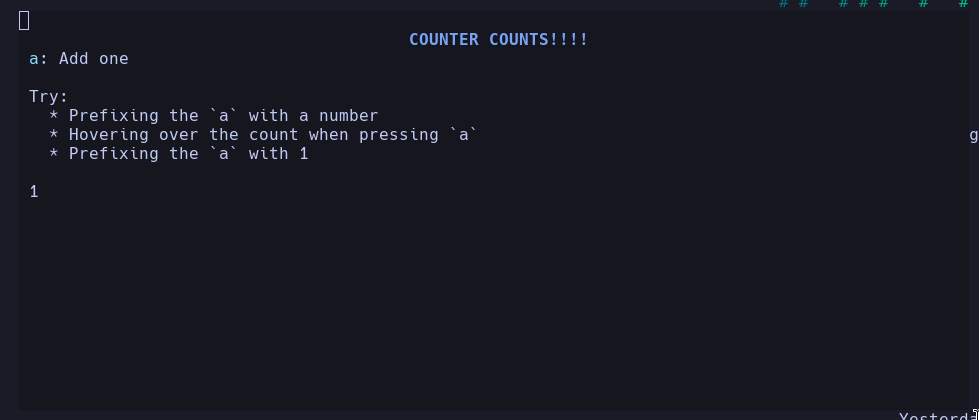 # # # # # # #
COUNTER COUNTS!!!!
a: Add one
Try:
* Prefixing the `a` with a number
* Hovering over the count when pressing `a`
g
* Prefixing the `a` with 1
1